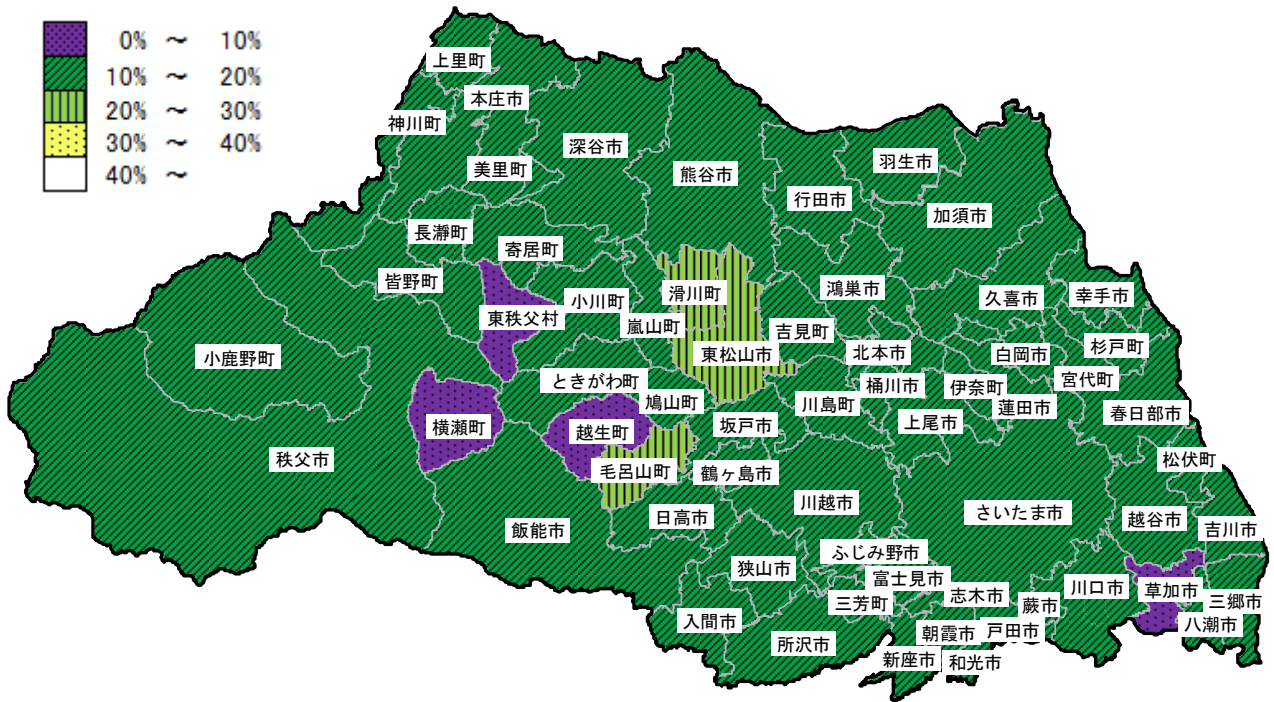 0% ～ 10%
10% ～ 20%
20% ～ 30%
30% ～ 40%
40% ～
上里町
本庄市
神川町
深谷市
美里町
熊谷市
羽生市
行田市
加須市
長瀞町
寄居町
皆野町
小川町
滑川町
鴻巣市
久喜市
幸手市
東秩父村
嵐山町
吉見町
小鹿野町
東松山市
北本市
白岡市
杉戸町
ときがわ町
桶川市
伊奈町
宮代町
鳩山町
川島町
蓮田市
春日部市
横瀬町
越生町
坂戸市
上尾市
秩父市
毛呂山町
鶴ヶ島市
松伏町
川越市
さいたま市
越谷市
吉川市
飯能市
日高市
ふじみ野市
狭山市
富士見市
志木市
川口市
草加市
三郷市
三芳町
蕨市
入間市
八潮市
所沢市
朝霞市
戸田市
新座市
和光市